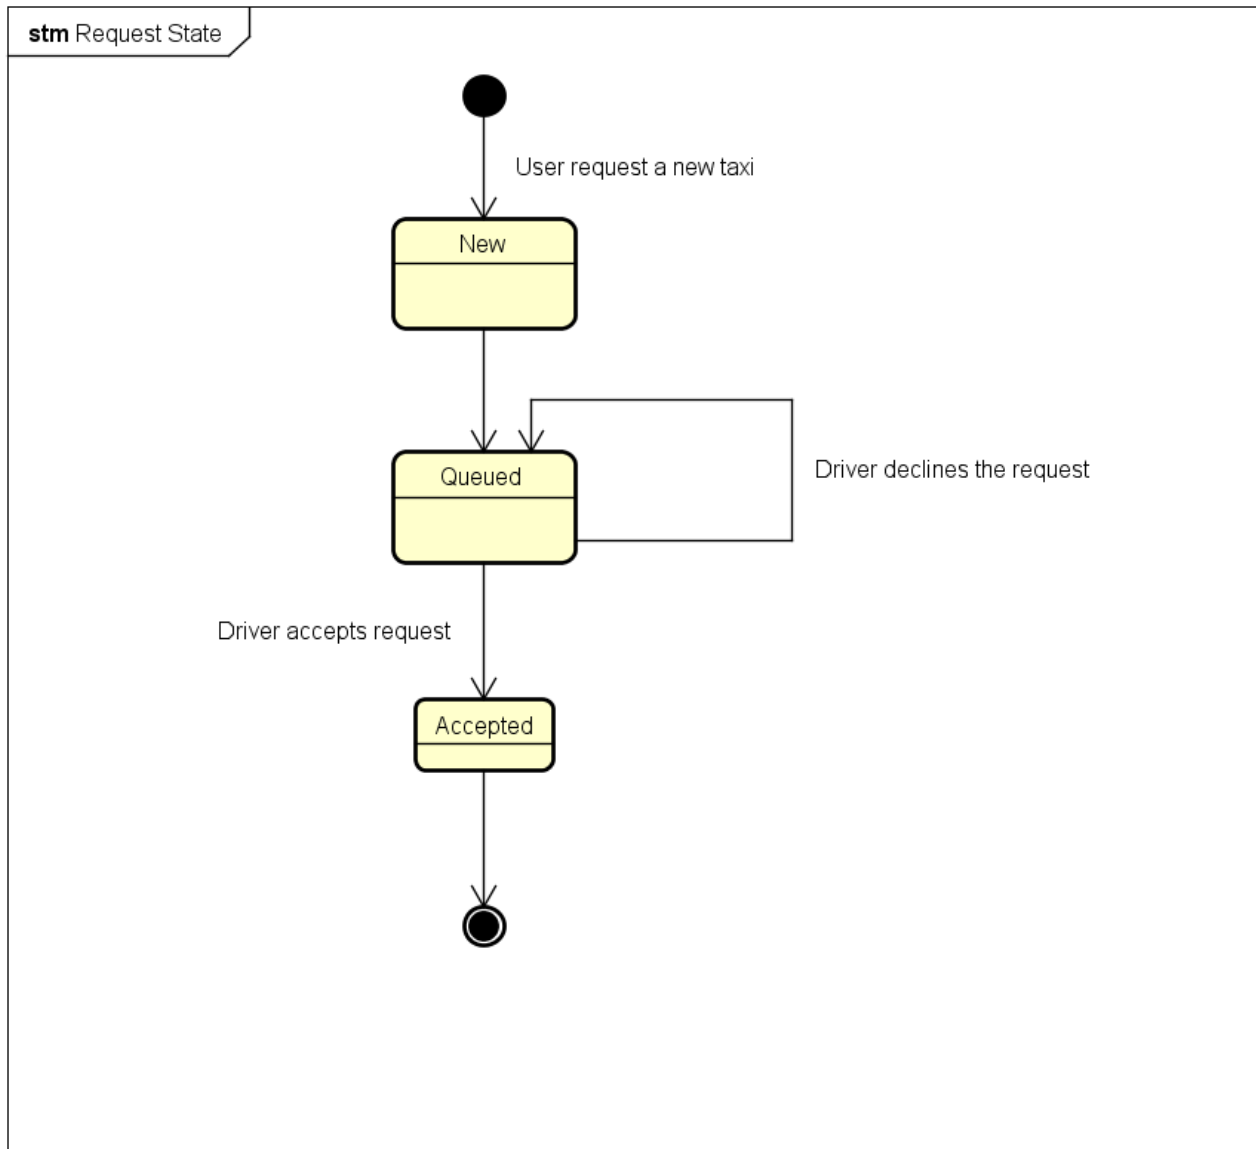 stm Request State
User request a new taxi
New
Queued
Driver declines the request
Driver accepts request
Accepted